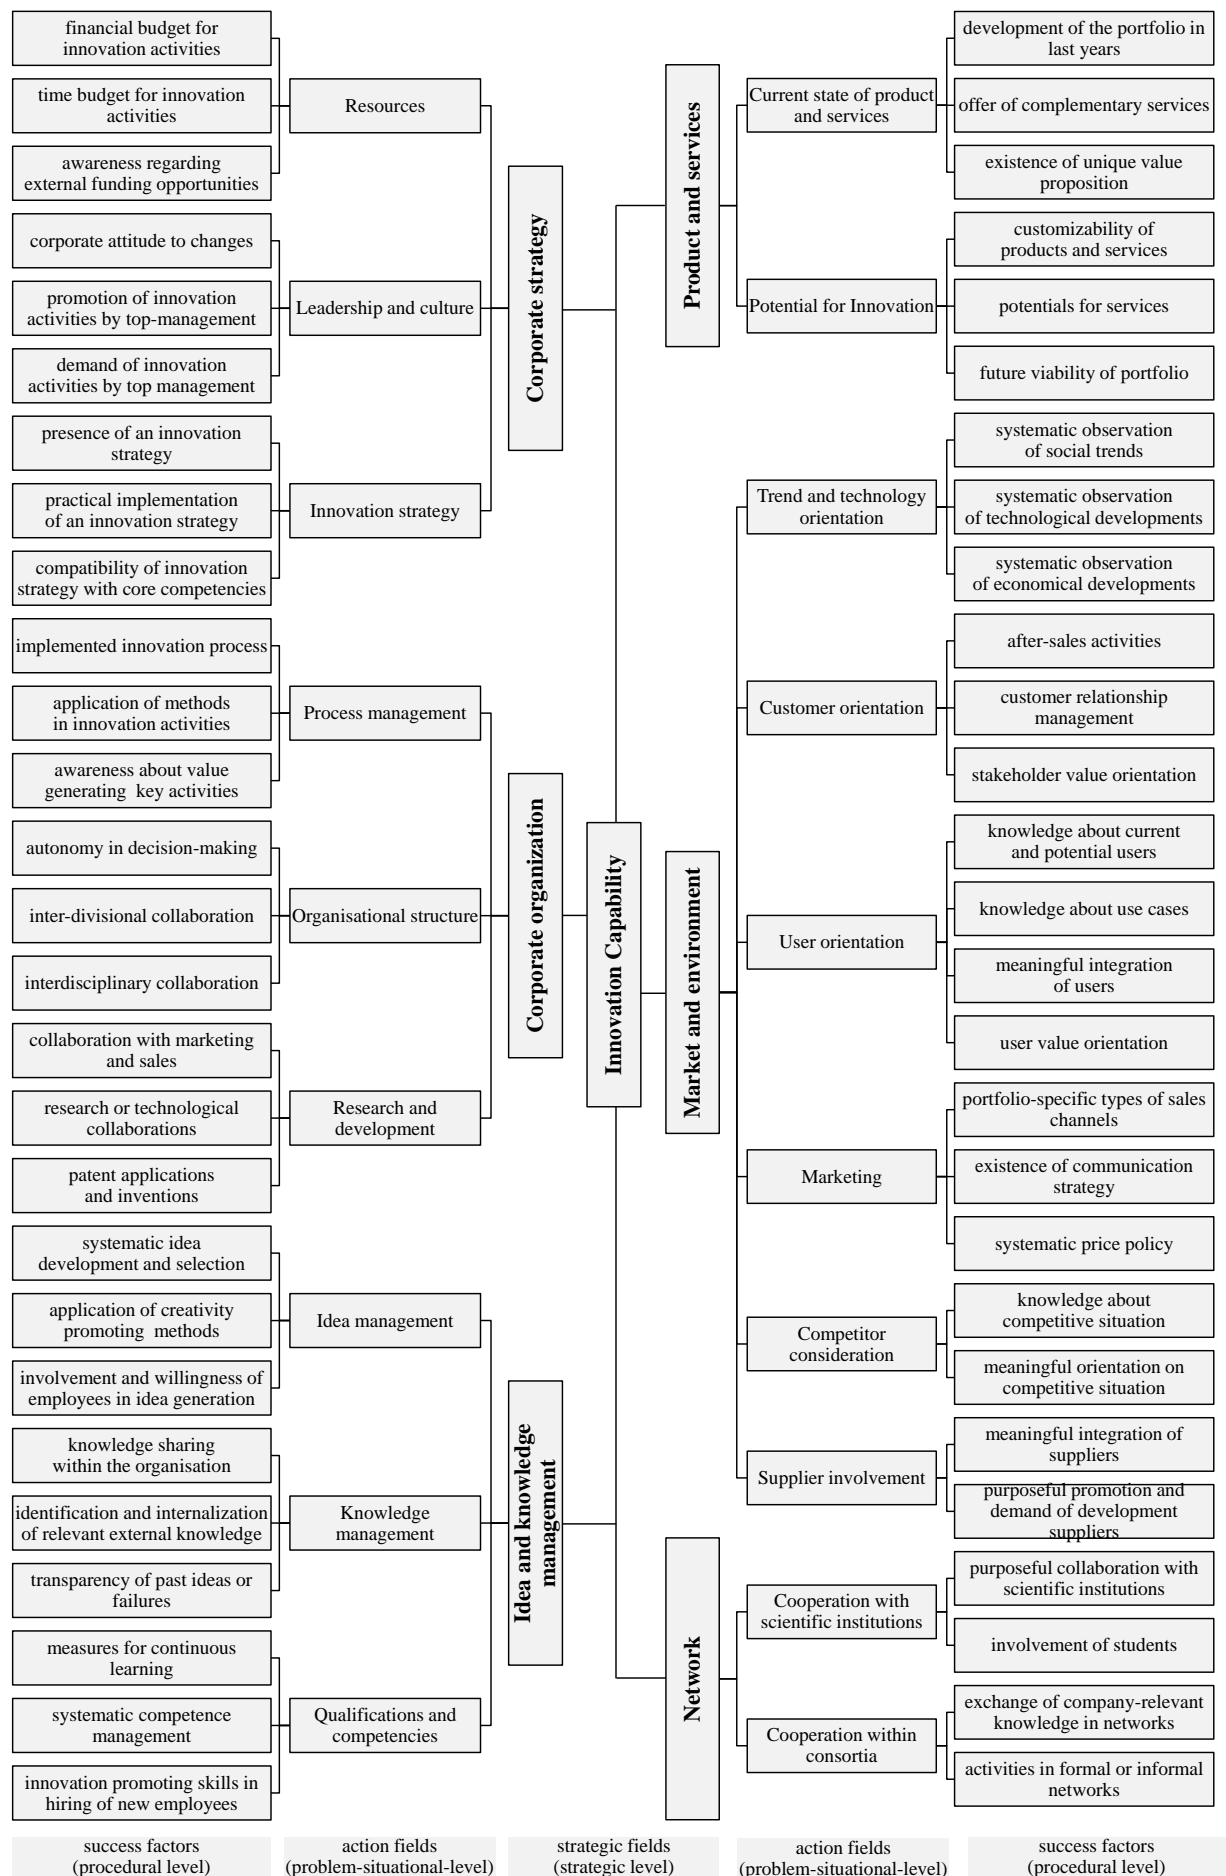 financial budget for
innovation activities
time budget for innovation
activities
awareness regarding
external funding opportunities
corporate attitude to changes
promotion of innovation
activities by top-management
demand of innovation
activities by top management
presence of an innovation
strategy
practical implementation
of an innovation strategy
compatibility of innovation
strategy with core competencies
implemented innovation process
application of methods
in innovation activities
awareness about value
generating  key activities
autonomy in decision-making
inter-divisional collaboration
interdisciplinary collaboration
collaboration with marketing
and sales
research or technological
collaborations
patent applications
and inventions
systematic idea
development and selection
application of creativity
promoting  methods
involvement and willingness of
employees in idea generation
knowledge sharing
within the organisation
identification and internalization
of relevant external knowledge
transparency of past ideas or
failures
measures for continuous
learning
systematic competence
management
innovation promoting skills in
hiring of new employees
success factors
(procedural level)
Resources
Leadership and culture
Innovation strategy
Process management
Organisational structure
Research and
development
Idea management
Knowledge
management
Qualifications and
competencies
action fields
(problem-situational-level)
Corporate strategy
Corporate organization
Idea and knowledge
management
Innovation Capability
strategic fields
(strategic level)
Product and services
Market and environment
Network
Current state of product
and services
Potential for Innovation
Trend and technology
orientation
Customer orientation
User orientation
Marketing
Competitor
consideration
Supplier involvement
Cooperation with
scientific institutions
Cooperation within
consortia
action fields
(problem-situational-level)
development of the portfolio in
last years
offer of complementary services
existence of unique value
proposition
customizability of
products and services
potentials for services
future viability of portfolio
systematic observation
of social trends
systematic observation
of technological developments
systematic observation
of economical developments
after-sales activities
customer relationship
management
stakeholder value orientation
knowledge about current
and potential users
knowledge about use cases
meaningful integration
of users
user value orientation
portfolio-specific types of sales
channels
existence of communication
strategy
systematic price policy
knowledge about
competitive situation
meaningful orientation on
competitive situation
meaningful integration of
suppliers
purposeful promotion and
demand of development
suppliers
purposeful collaboration with
scientific institutions
involvement of students
exchange of company-relevant
knowledge in networks
activities in formal or informal
networks
success factors
(procedural level)